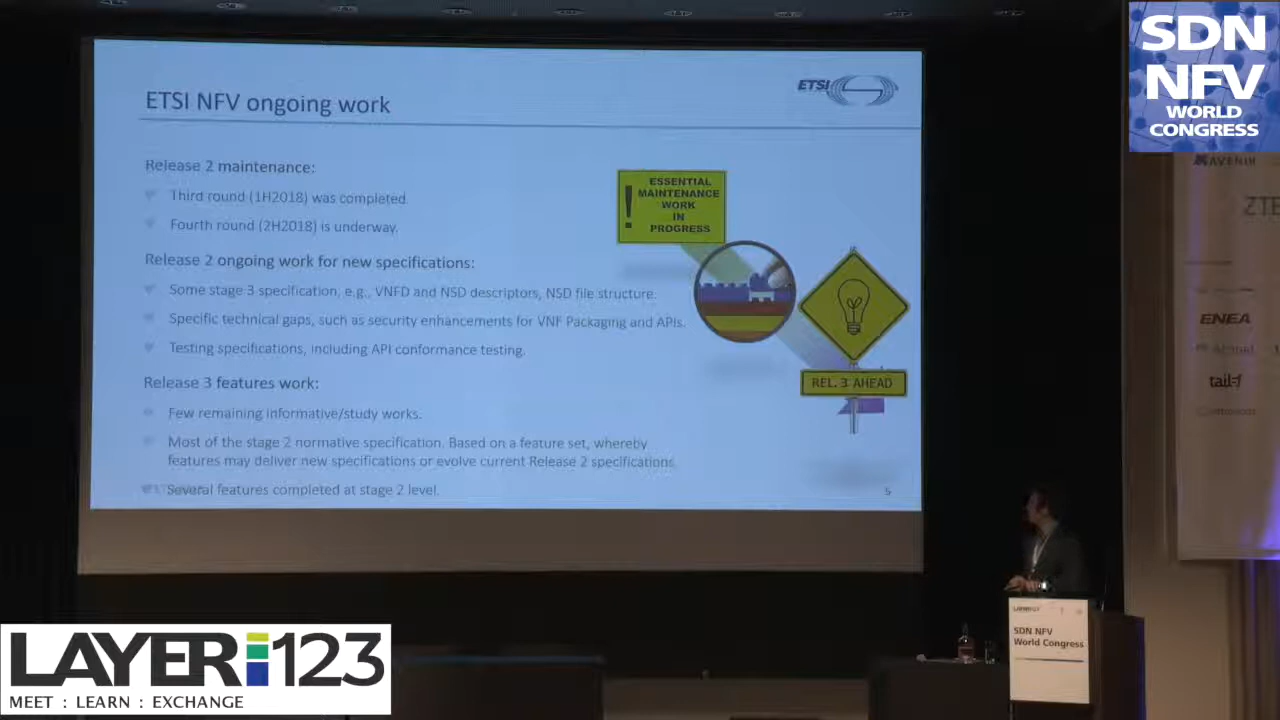 ETSI NFV ongoing work
ETSI
Release 2 maintenance:
Third round (1H2018) was completed.
Fourth round (2H2018) is underway.
Release 2 ongoing work for new specifications:
Some stage 3 specification, e.g., VNFD and NSD descriptors, NSD file structure.
Specific technical gaps, such as security enhancements for VNF Packaging and APIs.
Testing specifications, including API conformance testing.
Release 3 features work:
Few remaining informative/study works.
Most of the stage 2 normative specification. Based on a feature set, whereby
features may deliver new specifications or evolve current Release 2 specifications.
Several features completed at stage 2 level.
5
! ESSENTIAL
MAINTENANCE
WORK
IN
PROGRESS
REL. 3 AHEAD
SDN
NFV
WORLD
CONGRESS
AVENIR
ZTE
ENEA
tail-f
LAYER123
SDN NFV
World Congress
LAYER 123
MEET : LEARN : EXCHANGE